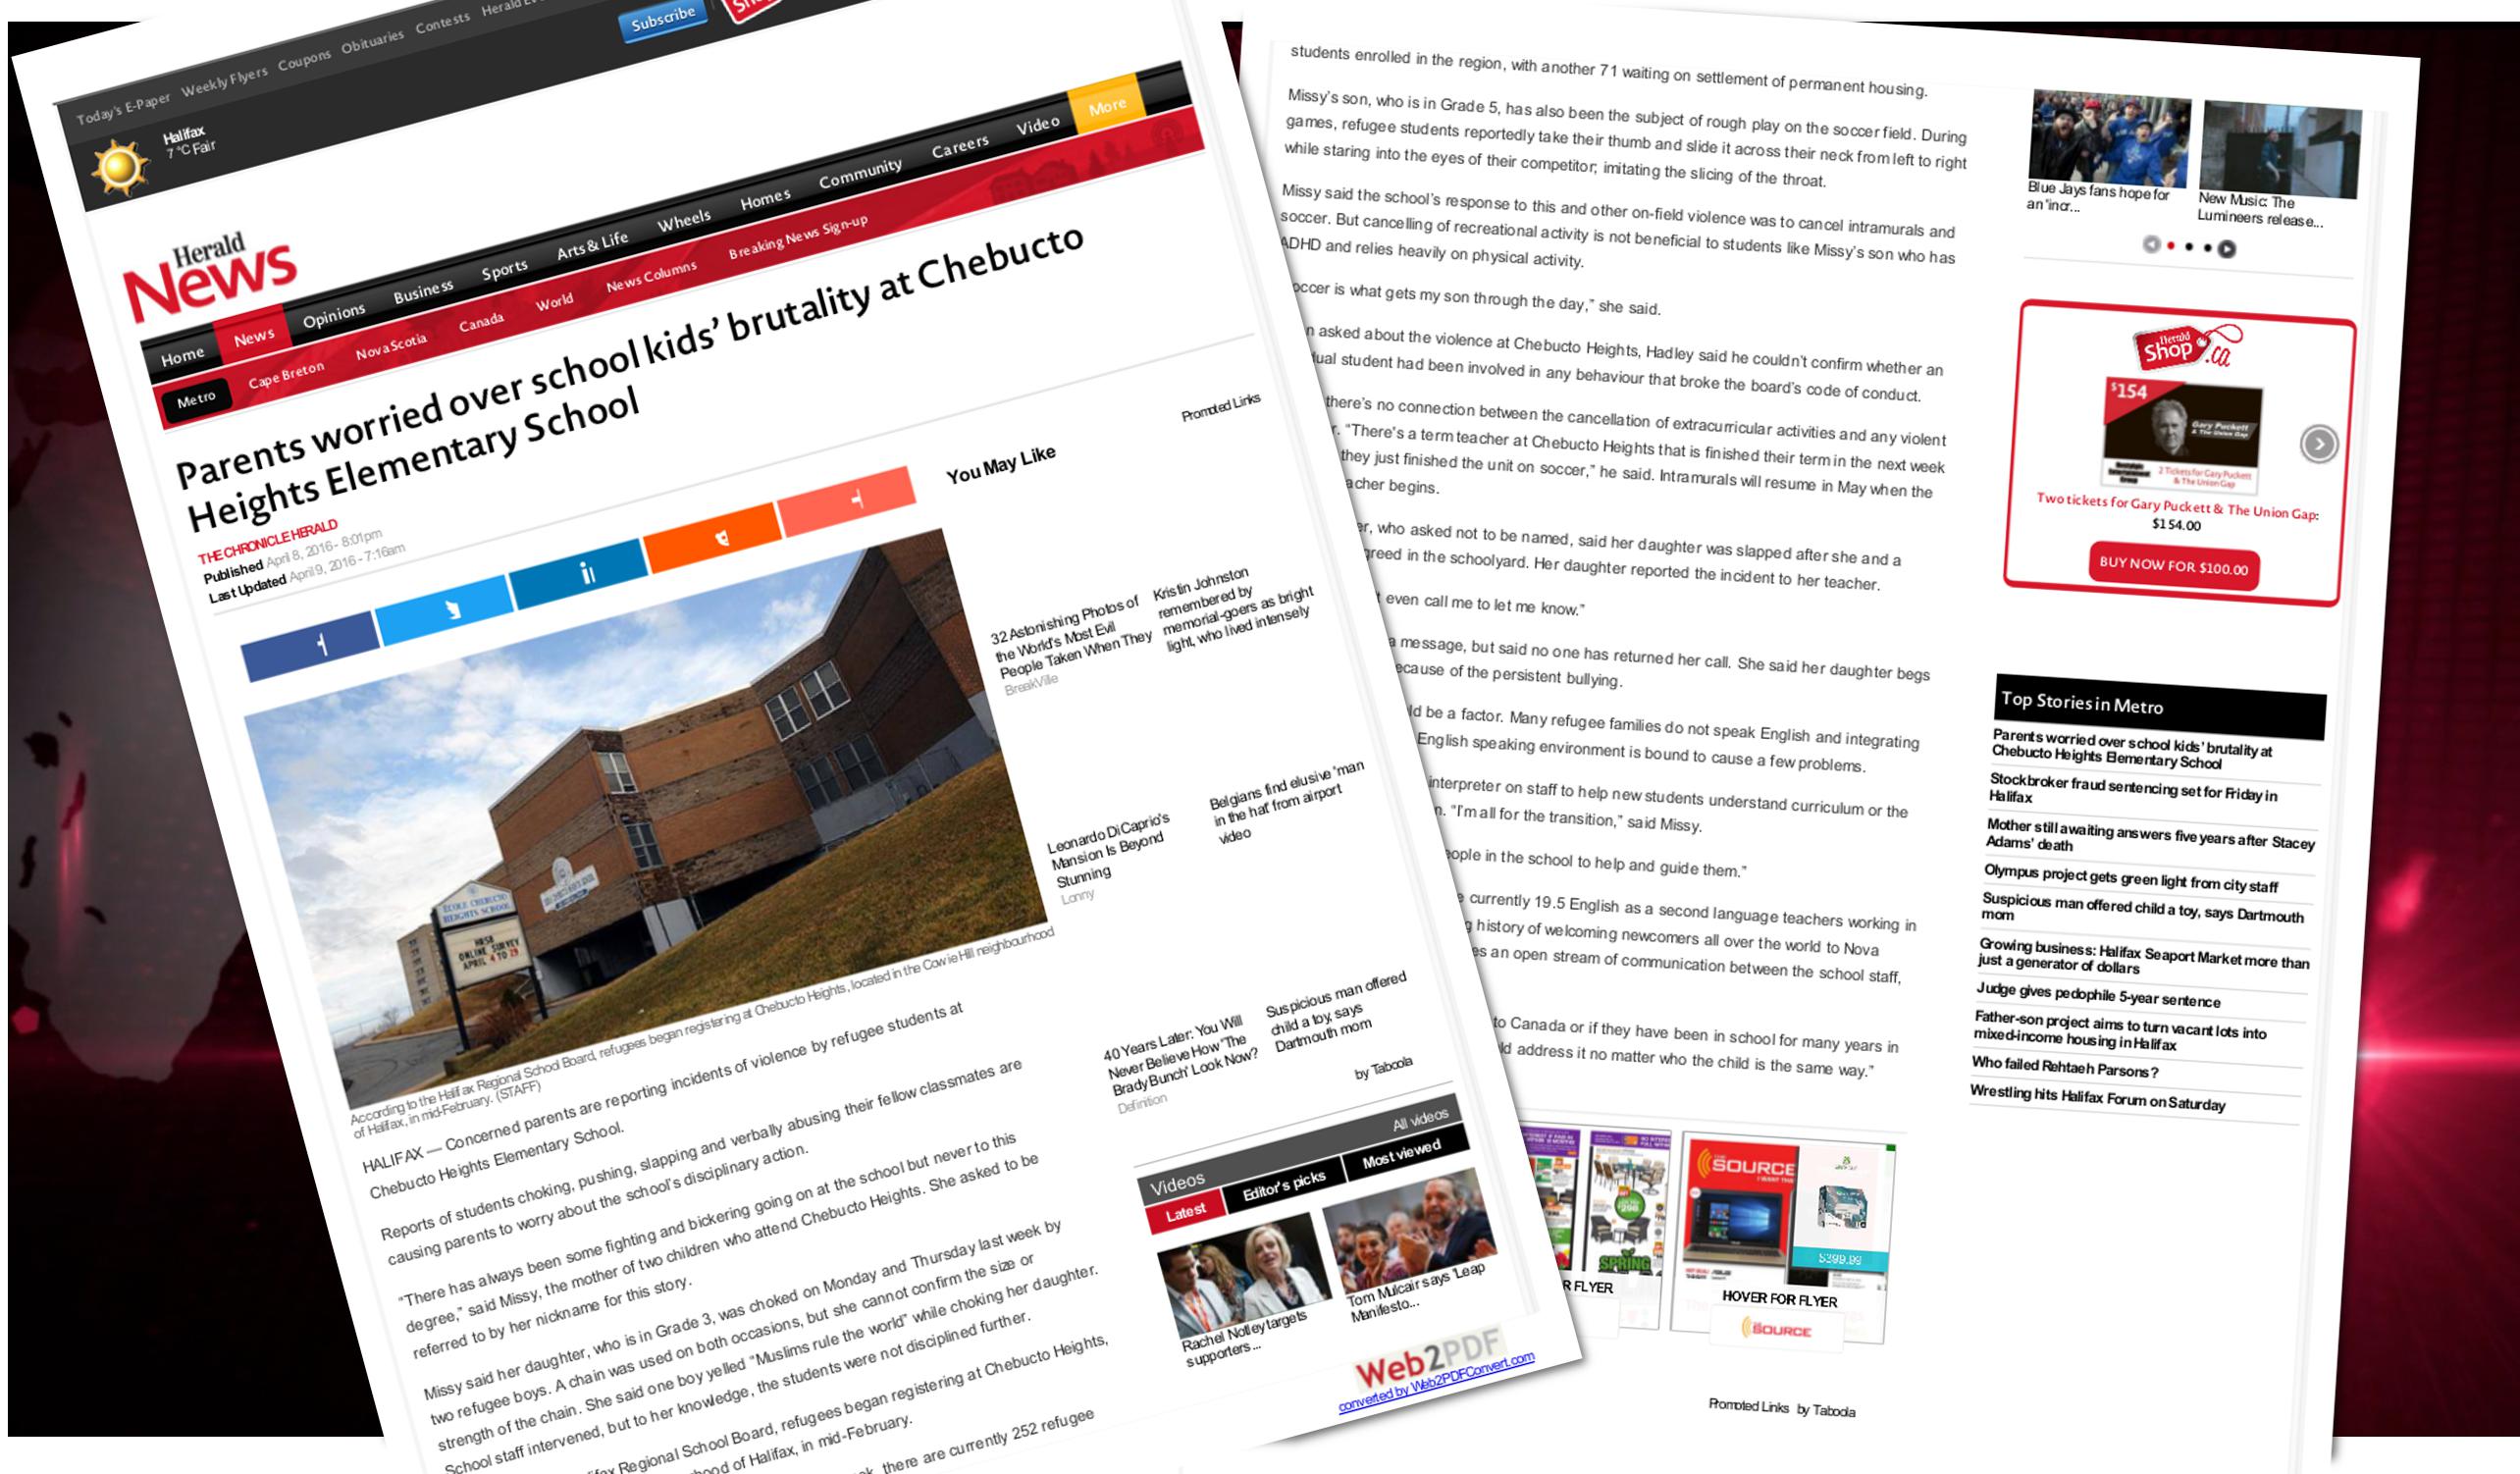 Today's E-Paper Weekly Flyers Coupons Obituaries Contests
Subscribe
Halifax
7 °C Fair
Herald
News
Home News Opinions Business Sports Arts & Life Wheels Homes Community Careers Video More
Metro Cape Breton Nova Scotia Canada World News Columns Breaking News Sign-up
Parents worried over school kids' brutality at Chebucto
Heights Elementary School
THE CHRONICLE HERALD
Published April 8, 2016 - 8:01pm
Last Updated April 9, 2016 - 7:16am
ÉCOLE CHEBUCTO
HEIGHTS SCHOOL
HRSB
ONLINE SURVEY
APRIL 4 TO 29
According to the Halifax Regional School Board, refugees began registering at Chebucto Heights, located in the Cowie Hill neighbourhood
of Halifax, in mid-February. (STAFF)
HALIFAX — Concerned parents are reporting incidents of violence by refugee students at
Chebucto Heights Elementary School.
Reports of students choking, pushing, slapping and verbally abusing their fellow classmates are
causing parents to worry about the school's disciplinary action.
"There has always been some fighting and bickering going on at the school but never to this
degree," said Missy, the mother of two children who attend Chebucto Heights. She asked to be
referred to by her nickname for this story.
Missy said her daughter, who is in Grade 3, was choked on Monday and Thursday last week by
two refugee boys. A chain was used on both occasions, but she cannot confirm the size or
strength of the chain. She said one boy yelled "Muslims rule the world" while choking her daughter.
School staff intervened, but to her knowledge, the students were not disciplined further.
Regional School Board, refugees began registering at Chebucto Heights,
of Halifax, in mid-February.
there are currently 252 refugee
Promoted Links
You May Like
32 Astonishing Photos of
the World's Most Evil
People Taken When They
BreakVille
Kristin Johnston
remembered by
memorial-goers as bright
light, who lived intensely
Leonardo DiCaprio's
Mansion Is Beyond
Stunning
Lonny
Belgians find elusive 'man
in the hat' from airport
video
40 Years Later: You Will
Never Believe How 'The
Brady Bunch' Look Now?
Definition
Suspicious man offered
child a toy, says
Dartmouth mom
by Taboola
Videos All videos
Latest Editor's picks Most viewed
Rachel Notley targets
supporters...
Tom Mulcair says 'Leap
Manifesto...
Web2PDF
converted by Web2PDFConvert.com
students enrolled in the region, with another 71 waiting on settlement of permanent housing.
Missy's son, who is in Grade 5, has also been the subject of rough play on the soccer field. During
games, refugee students reportedly take their thumb and slide it across their neck from left to right
while staring into the eyes of their competitor; imitating the slicing of the throat.
Missy said the school's response to this and other on-field violence was to cancel intramurals and
soccer. But cancelling of recreational activity is not beneficial to students like Missy's son who has
ADHD and relies heavily on physical activity.
occer is what gets my son through the day," she said.
n asked about the violence at Chebucto Heights, Hadley said he couldn't confirm whether an
dual student had been involved in any behaviour that broke the board's code of conduct.
there's no connection between the cancellation of extracurricular activities and any violent
r. "There's a term teacher at Chebucto Heights that is finished their term in the next week
they just finished the unit on soccer," he said. Intramurals will resume in May when the
acher begins.
er, who asked not to be named, said her daughter was slapped after she and a
greed in the schoolyard. Her daughter reported the incident to her teacher.
t even call me to let me know."
a message, but said no one has returned her call. She said her daughter begs
ecause of the persistent bullying.
ld be a factor. Many refugee families do not speak English and integrating
English speaking environment is bound to cause a few problems.
interpreter on staff to help new students understand curriculum or the
n. "I'm all for the transition," said Missy.
eople in the school to help and guide them."
e currently 19.5 English as a second language teachers working in
g history of welcoming newcomers all over the world to Nova
es an open stream of communication between the school staff,
to Canada or if they have been in school for many years in
ld address it no matter who the child is the same way."
SPRING
R FLYER
SOURCE
$399.99
HOVER FOR FLYER
SOURCE
Promoted Links by Taboola
Blue Jays fans hope for
an 'incr...
New Music: The
Lumineers release...
Herald
Shop.ca
$154
Gary Puckett
& The Union Gap
2 Tickets for Gary Puckett
& The Union Gap
Two tickets for Gary Puckett & The Union Gap:
$154.00
BUY NOW FOR $100.00
Top Stories in Metro
Parents worried over school kids' brutality at
Chebucto Heights Elementary School
Stockbroker fraud sentencing set for Friday in
Halifax
Mother still awaiting answers five years after Stacey
Adams' death
Olympus project gets green light from city staff
Suspicious man offered child a toy, says Dartmouth
mom
Growing business: Halifax Seaport Market more than
just a generator of dollars
Judge gives pedophile 5-year sentence
Father-son project aims to turn vacant lots into
mixed-income housing in Halifax
Who failed Rehtaeh Parsons?
Wrestling hits Halifax Forum on Saturday